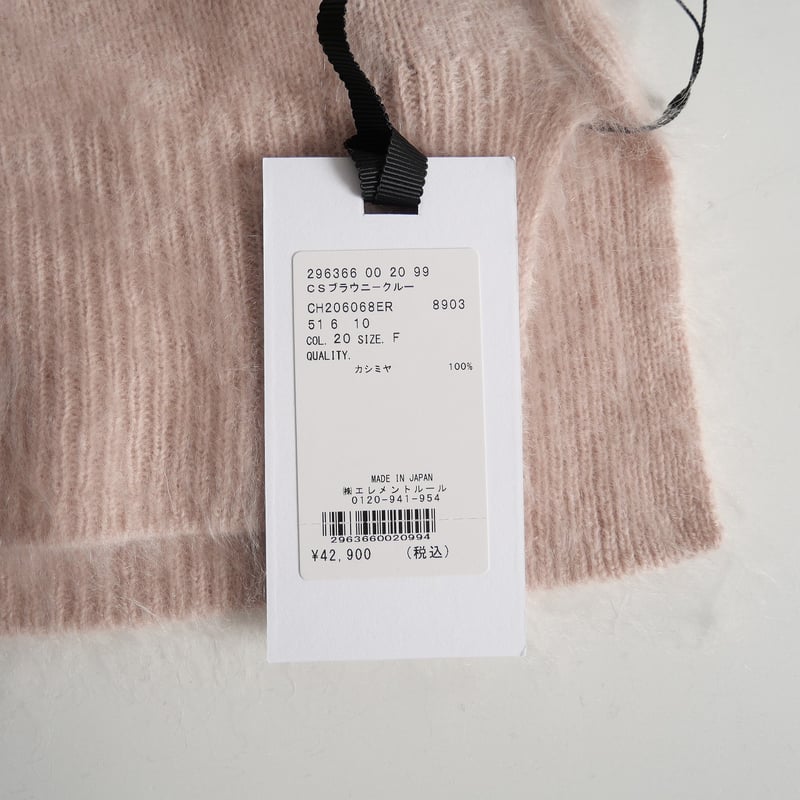 296366 00 20 99
CSブラウニークルー
CH206068ER 8903
51 6 10
COL. 20 SIZE. F
QUALITY.
カシミヤ 100%
MADE IN JAPAN
㈱エレメントルール
0120-941-954
2963660020994
¥42,900 (税込)